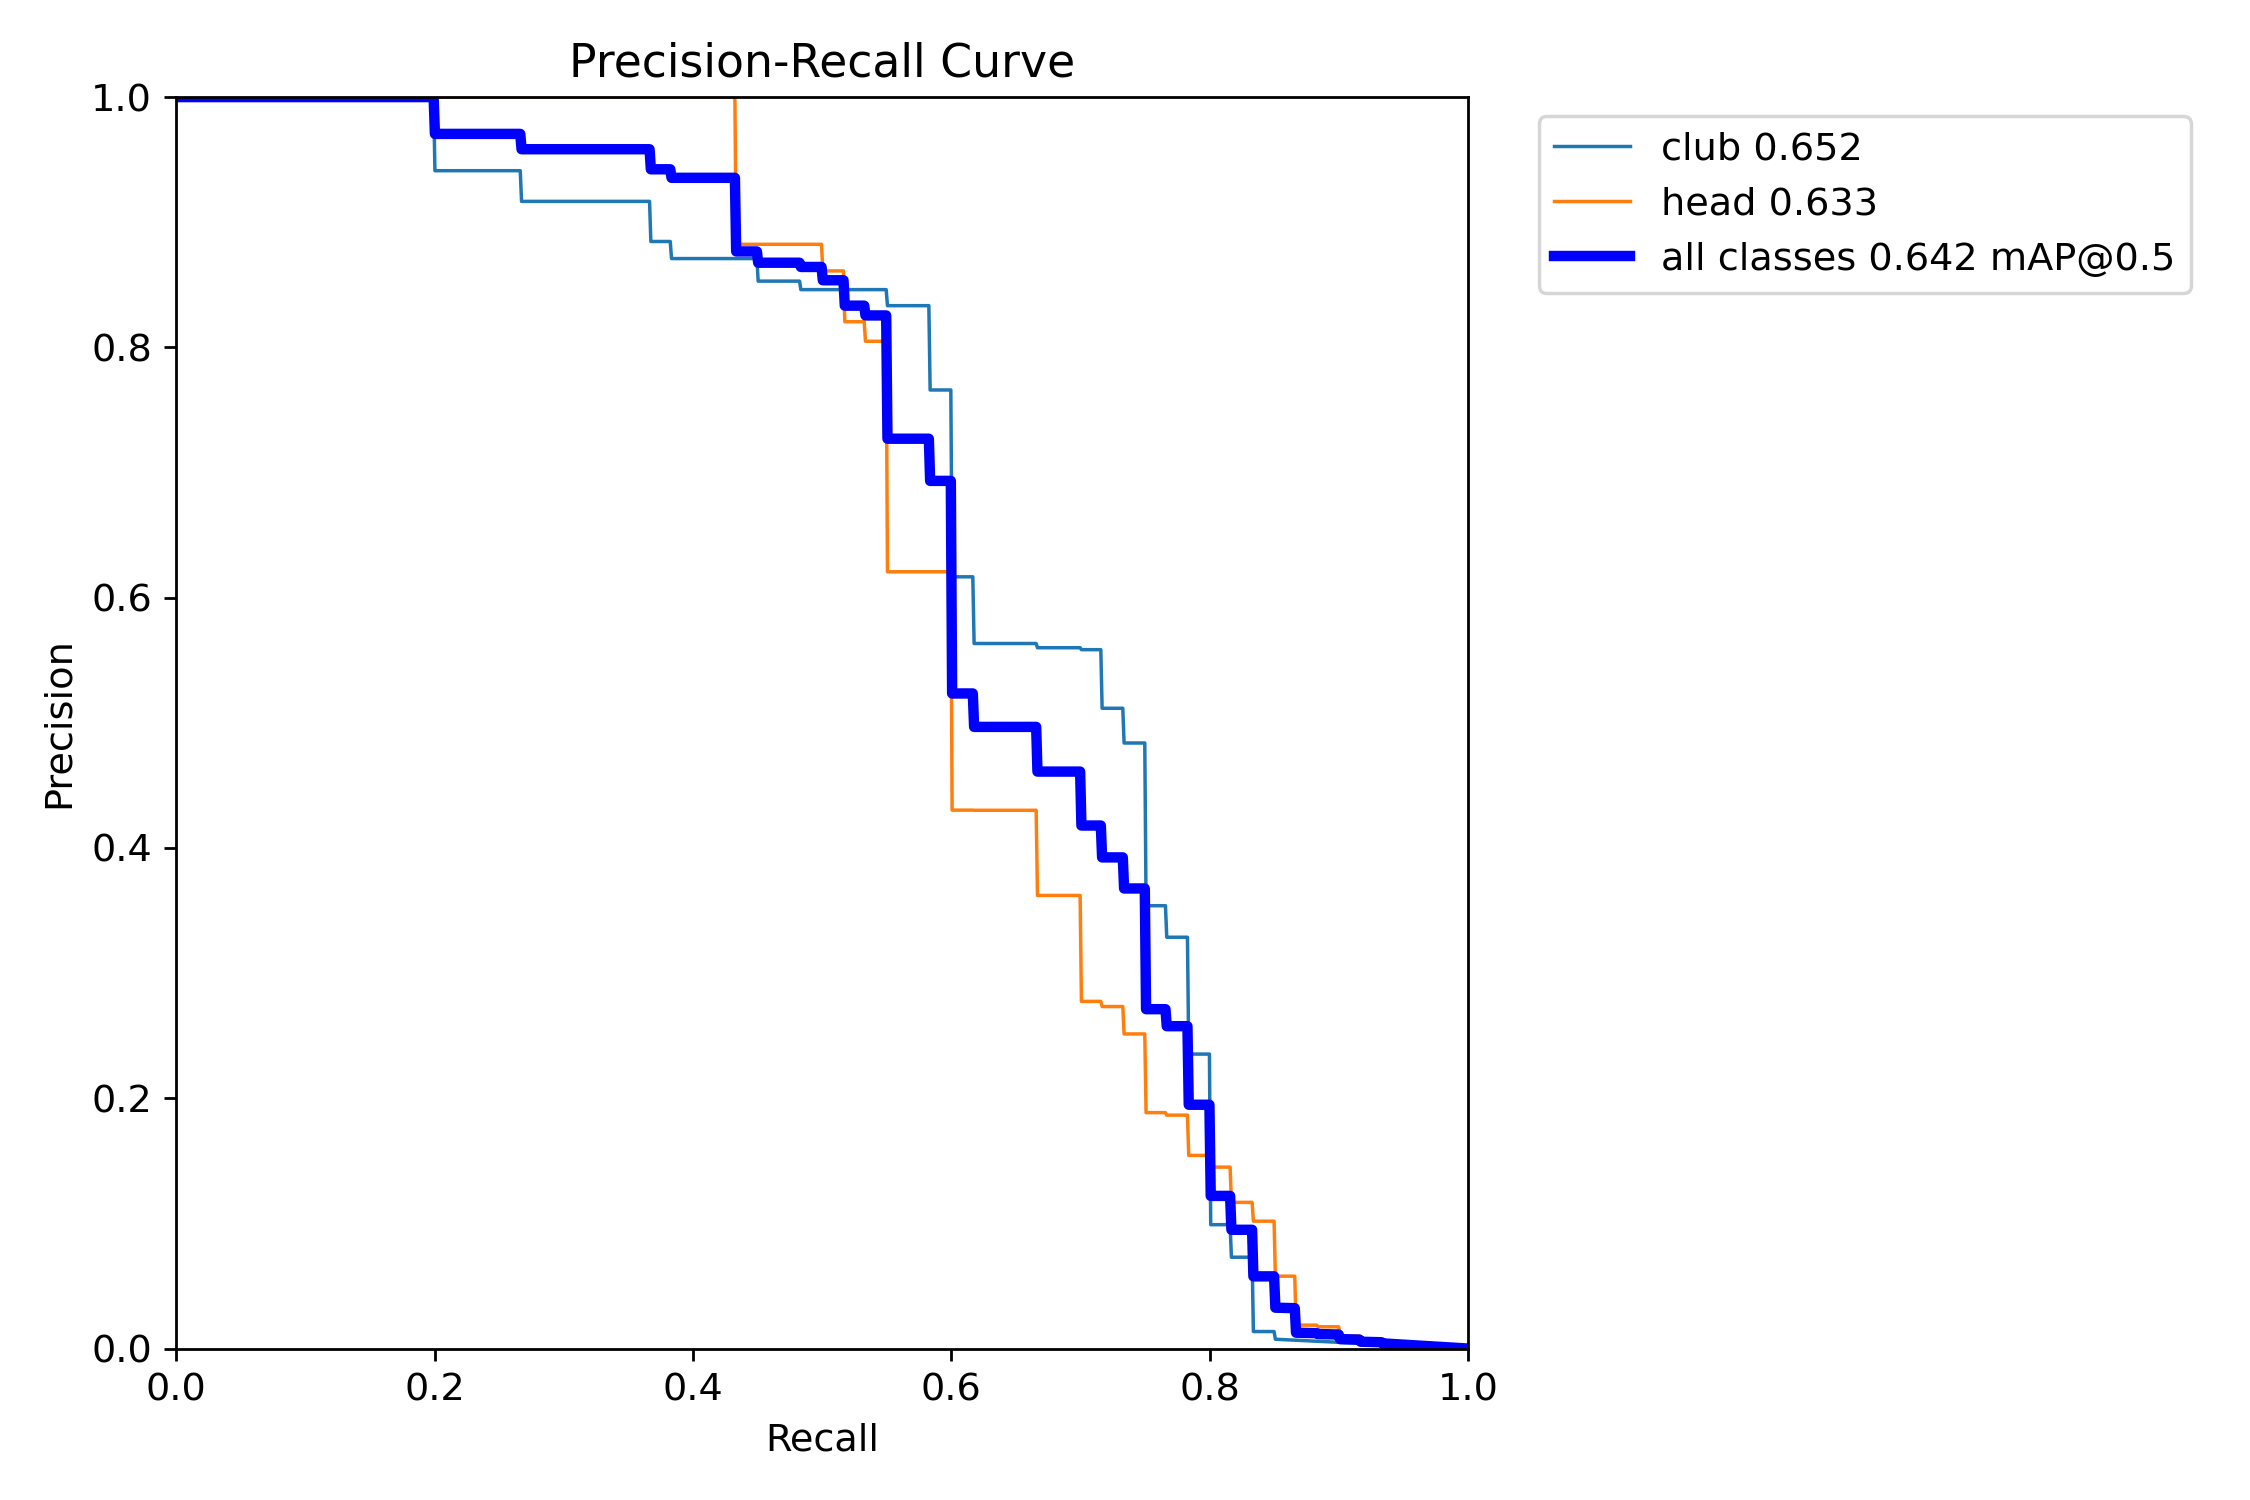 Precision-Recall Curve
1.0
0.8
0.6
0.4
0.2
0.0
Precision
0.0 0.2 0.4 0.6 0.8 1.0
Recall
club 0.652
head 0.633
all classes 0.642 mAP@0.5